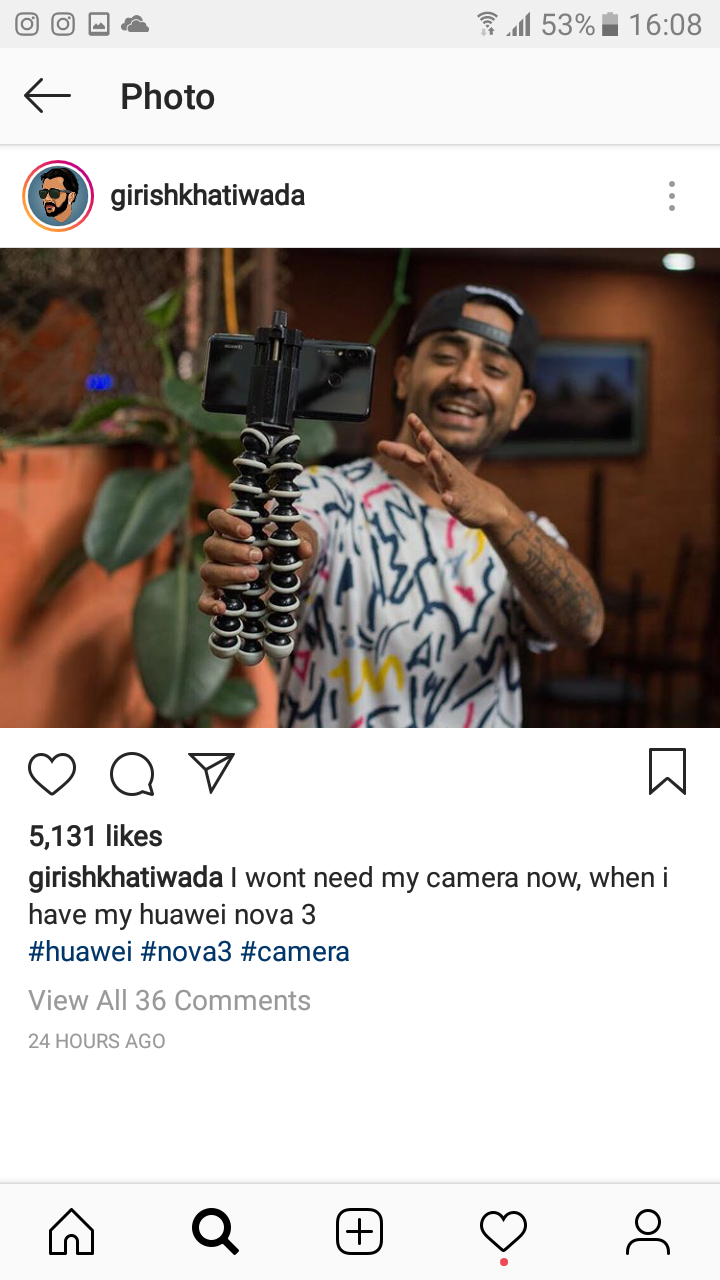 53% 16:08
Photo
girishkhatiwada
HUAWEI
5,131 likes
girishkhatiwada I wont need my camera now, when i
have my huawei nova 3
#huawei #nova3 #camera
View All 36 Comments
24 HOURS AGO